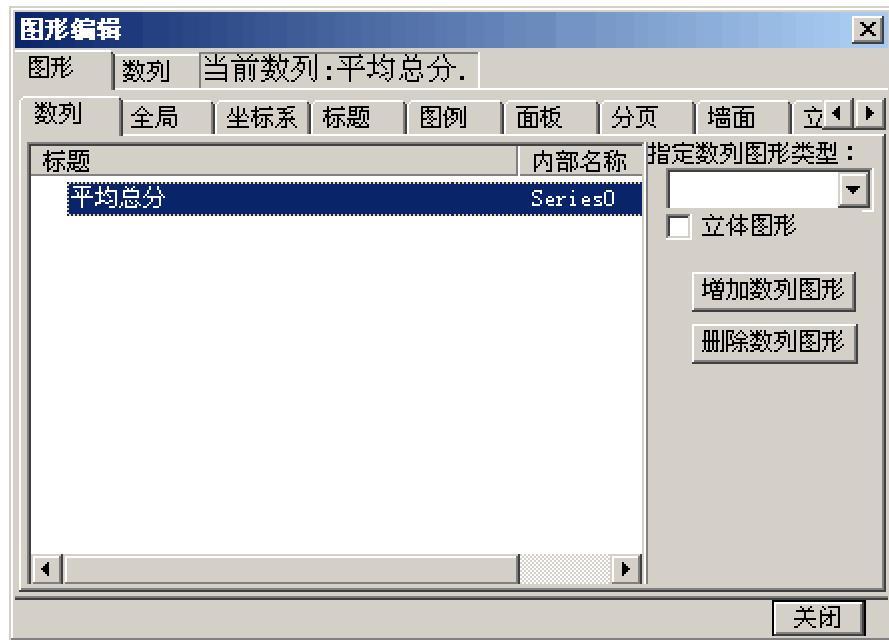 图形编辑
图形 数列 当前数列:平均总分.
数列 全局 坐标系 标题 图例 面板 分页 墙面 立
标题 内部名称 指定数列图形类型：
平均总分 Series0
立体图形
增加数列图形
删除数列图形
关闭